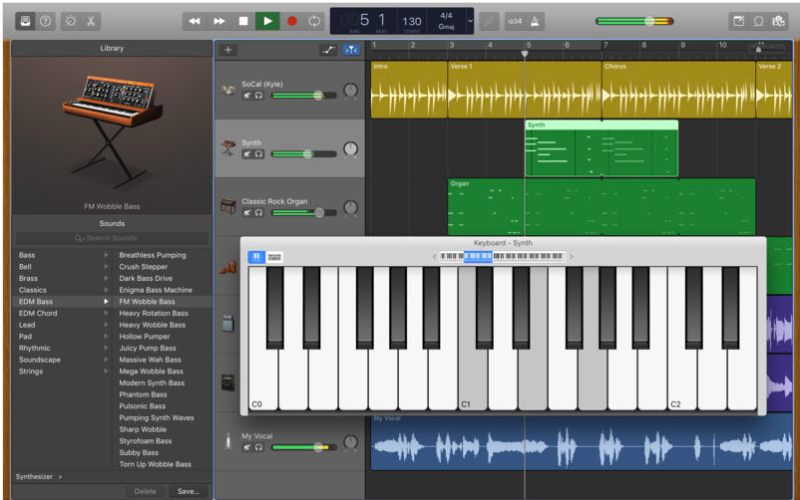 5 1
130
4/4
BAR
BEAT
TEMPO
Gmaj
1234
Library
1 2 3 4 5 6 7 8 9 10
Intro
Verse 1
Chorus
Verse 2
SoCal (Kyle)
Synth
Synth
Classic Rock Organ
Organ
FM Wobble Bass
Sounds
Search Sounds
Keyboard - Synth
Bass
Breathless Pumping
Bell
Crush Stepper
Brass
Dark Bass Drive
Classics
Enigma Bass Machine
EDM Bass
FM Wobble Bass
EDM Chord
Heavy Rotation Bass
Lead
Heavy Wobble Bass
Pad
Hollow Pumper
Rhythmic
Juicy Pump Bass
Soundscape
Massive Wah Bass
Strings
Mega Wobble Bass
Modern Synth Bass
Phantom Bass
Pulsonic Bass
Pumping Synth Waves
Sharp Wobble
Styrofoam Bass
Subby Bass
Torn Up Wobble Bass
C0
C1
C2
My Vocal
My Vocal
Synthesizer
Delete
Save...